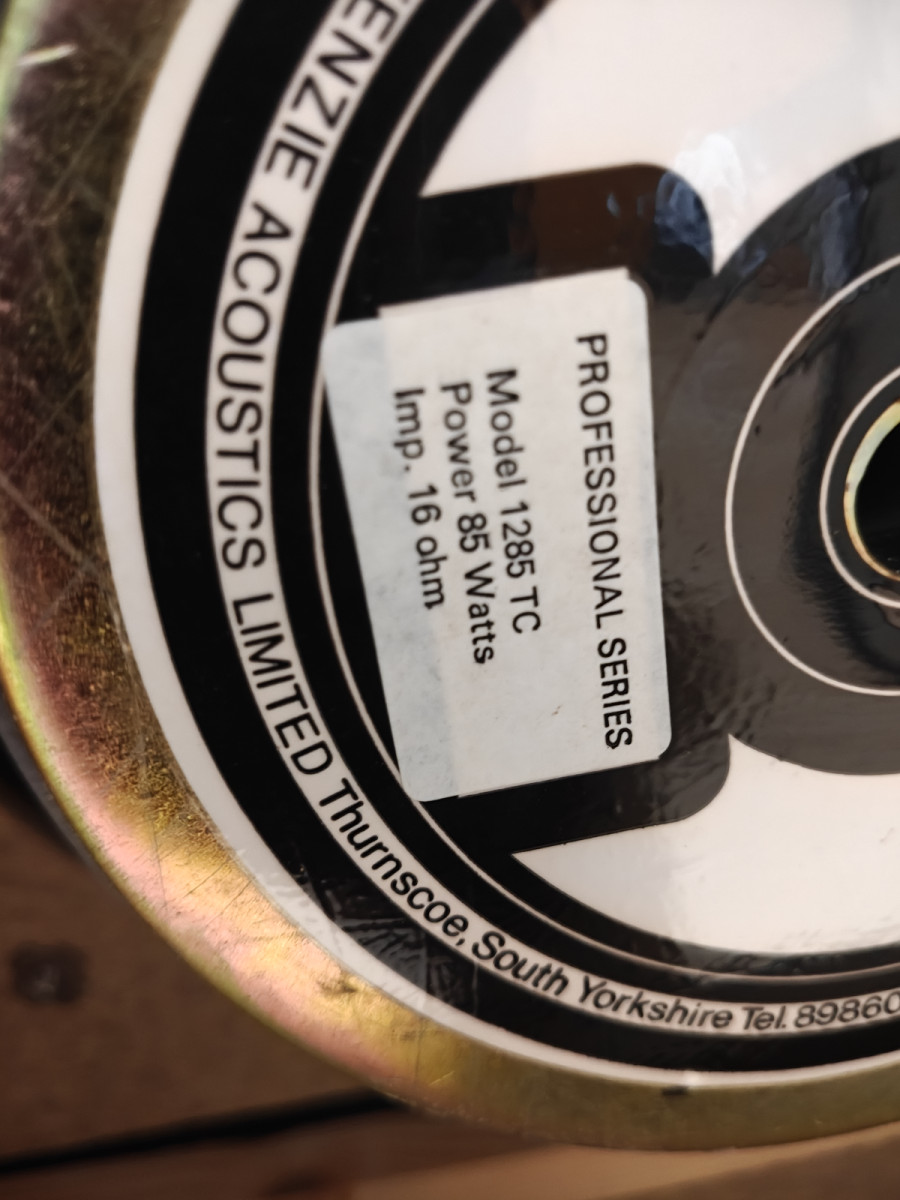 ENZIE ACOUSTICS LIMITED Thurnscoe, South Yorkshire Tel. 89860
PROFESSIONAL SERIES
Model 1285 TC
Power 85 Watts
Imp. 16 ohm